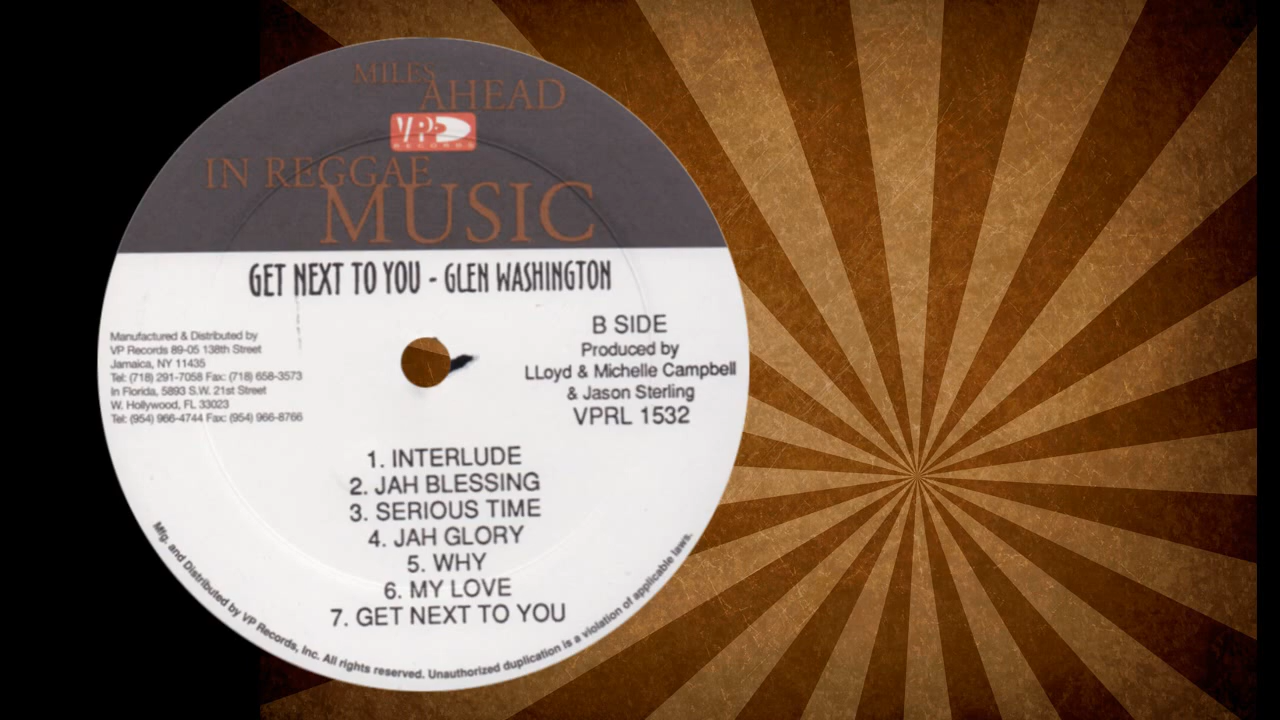 MILES
AHEAD
VP
RECORDS
IN REGGAE
MUSIC
GET NEXT TO YOU - GLEN WASHINGTON
Manufactured & Distributed by
VP Records 89-05 138th Street
Jamaica, NY 11435
Tel: (718) 291-7058 Fax: (718) 658-3573
In Florida, 5893 S.W. 21st Street
W. Hollywood, FL 33023
Tel: (954) 966-4744 Fax: (954) 966-8766
B SIDE
Produced by
LLoyd & Michelle Campbell
& Jason Sterling
VPRL 1532
1. INTERLUDE
2. JAH BLESSING
3. SERIOUS TIME
4. JAH GLORY
5. WHY
6. MY LOVE
7. GET NEXT TO YOU
Mfg. and Distributed by VP Records, Inc. All rights reserved. Unauthorized duplication is a violation of applicable laws.